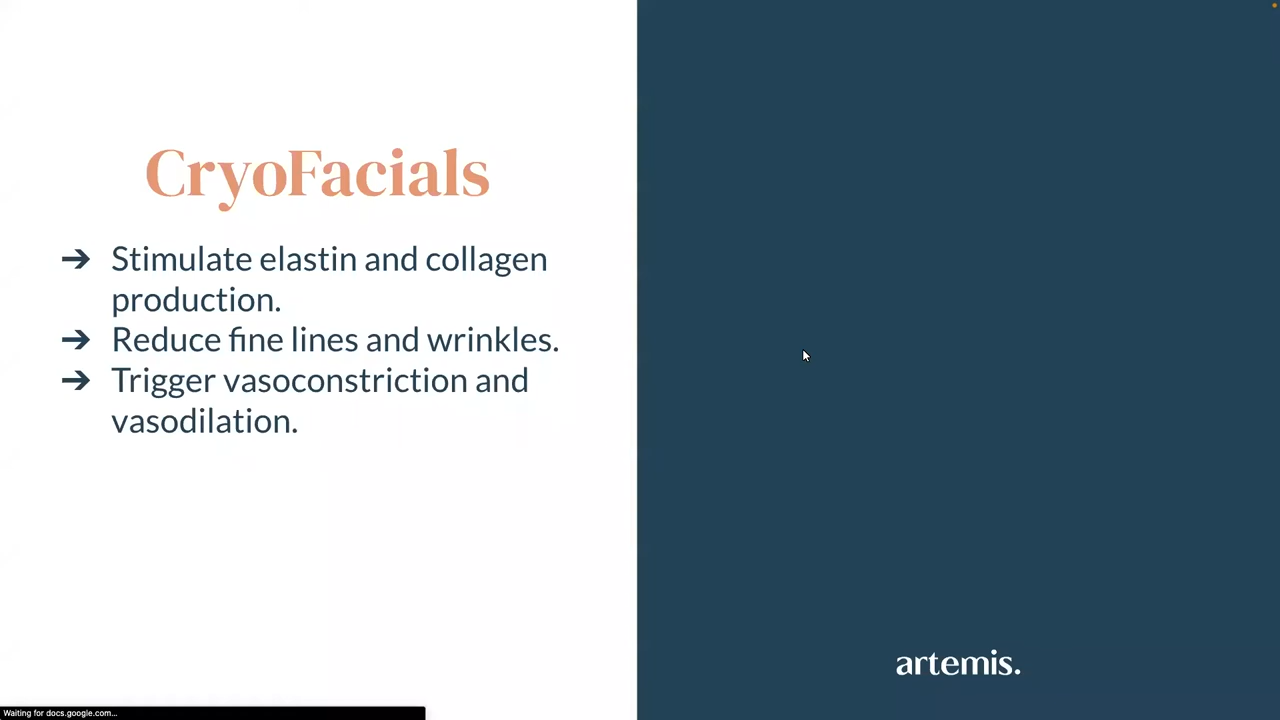 CryoFacials
➔ Stimulate elastin and collagen
production.
➔ Reduce fine lines and wrinkles.
➔ Trigger vasoconstriction and
vasodilation.
artemis.
Waiting for docs.google.com...